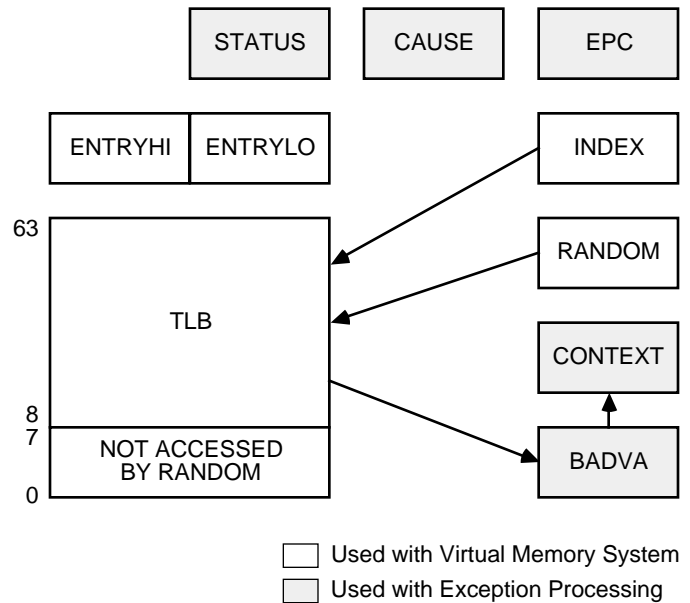 STATUS
CAUSE
EPC
ENTRYHI
ENTRYLO
INDEX
63
RANDOM
TLB
CONTEXT
8
7
NOT ACCESSED
BY RANDOM
BADVA
0
Used with Virtual Memory System
Used with Exception Processing